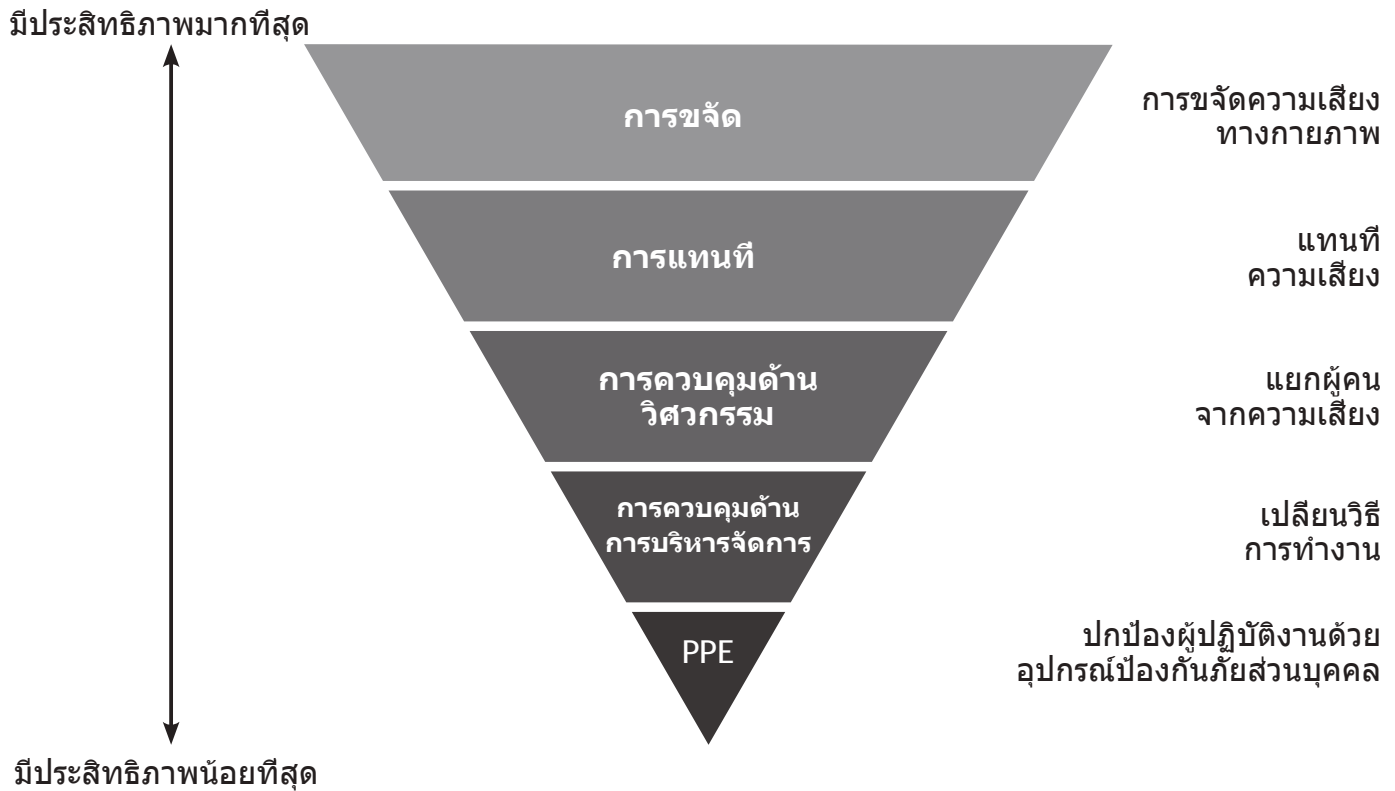 มีประสิทธิภาพมากที่สุด
การขจัด
การขจัดความเสี่ยง
ทางกายภาพ
การแทนที่
แทนที่
ความเสี่ยง
การควบคุมด้าน
วิศวกรรม
แยกผู้คน
จากความเสี่ยง
การควบคุมด้าน
การบริหารจัดการ
เปลี่ยนวิธี
การทำงาน
PPE
ปกป้องผู้ปฏิบัติงานด้วย
อุปกรณ์ป้องกันภัยส่วนบุคคล
มีประสิทธิภาพน้อยที่สุด